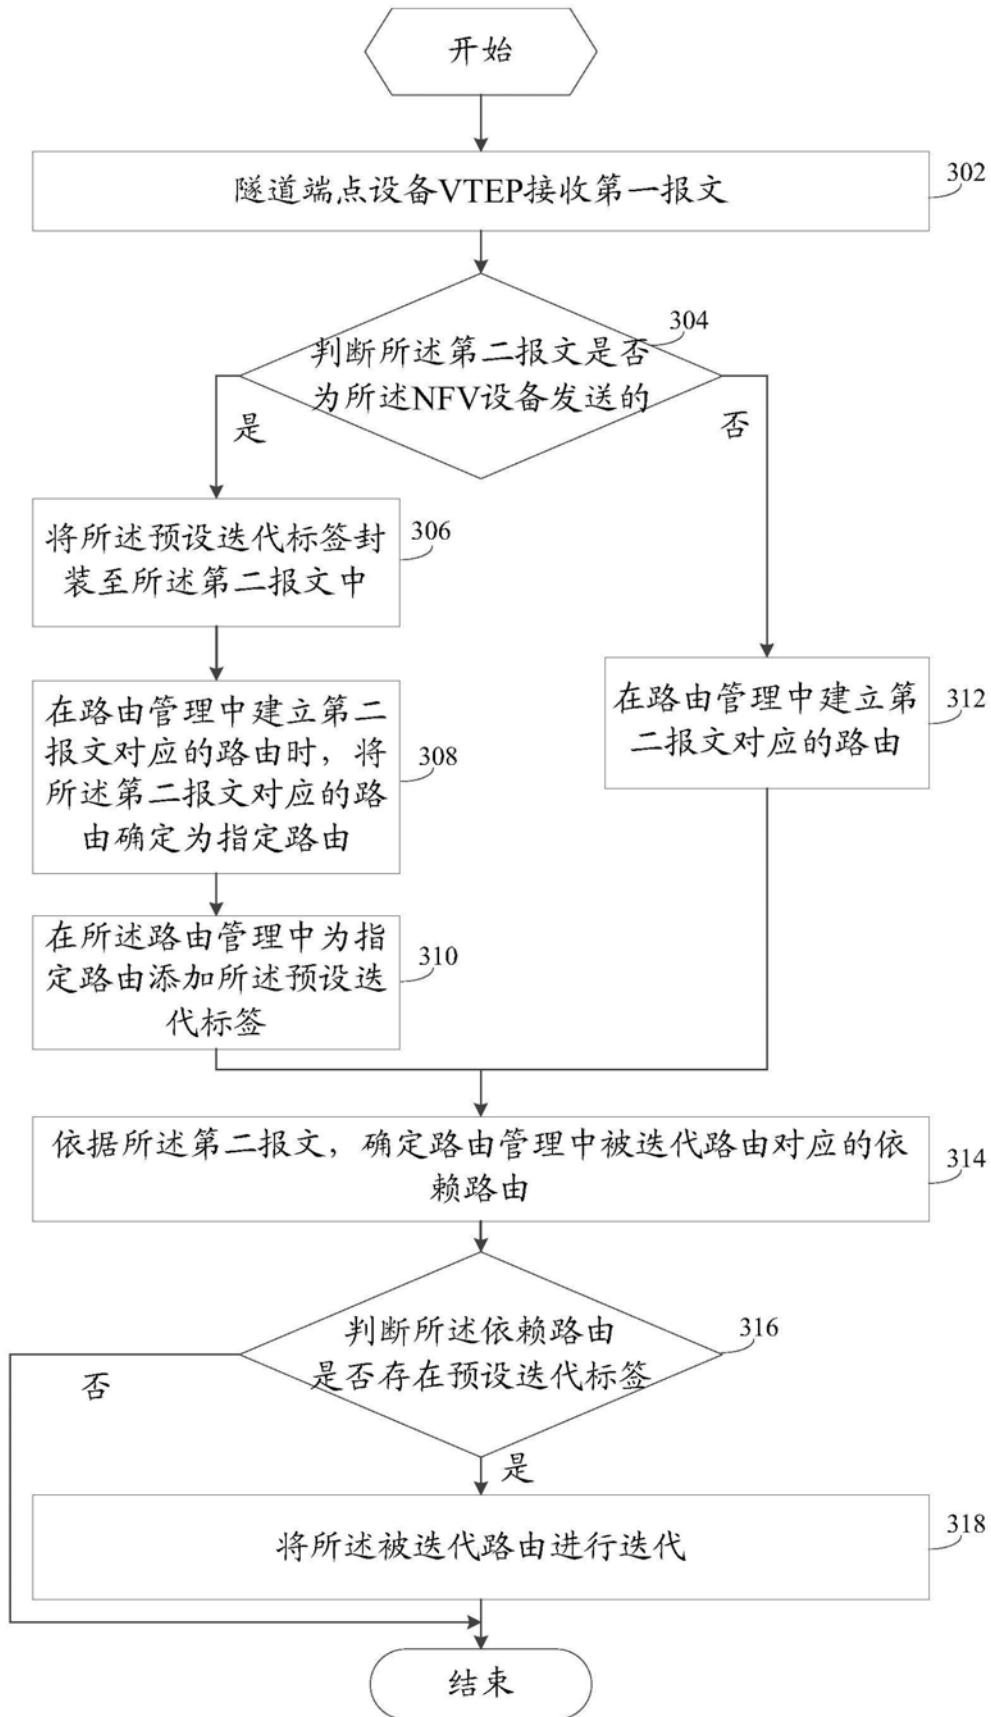 开始
隧道端点设备VTEP接收第一报文
302
304
判断所述第二报文是否
为所述NFV设备发送的
是
否
将所述预设迭代标签封
装至所述第二报文中
306
在路由管理中建立第二
报文对应的路由时，将
所述第二报文对应的路
由确定为指定路由
308
在路由管理中建立第
二报文对应的路由
312
在所述路由管理中为指
定路由添加所述预设迭
代标签
310
依据所述第二报文，确定路由管理中被迭代路由对应的依
赖路由
314
判断所述依赖路由
是否存在预设迭代标签
316
否
是
将所述被迭代路由进行迭代
318
结束